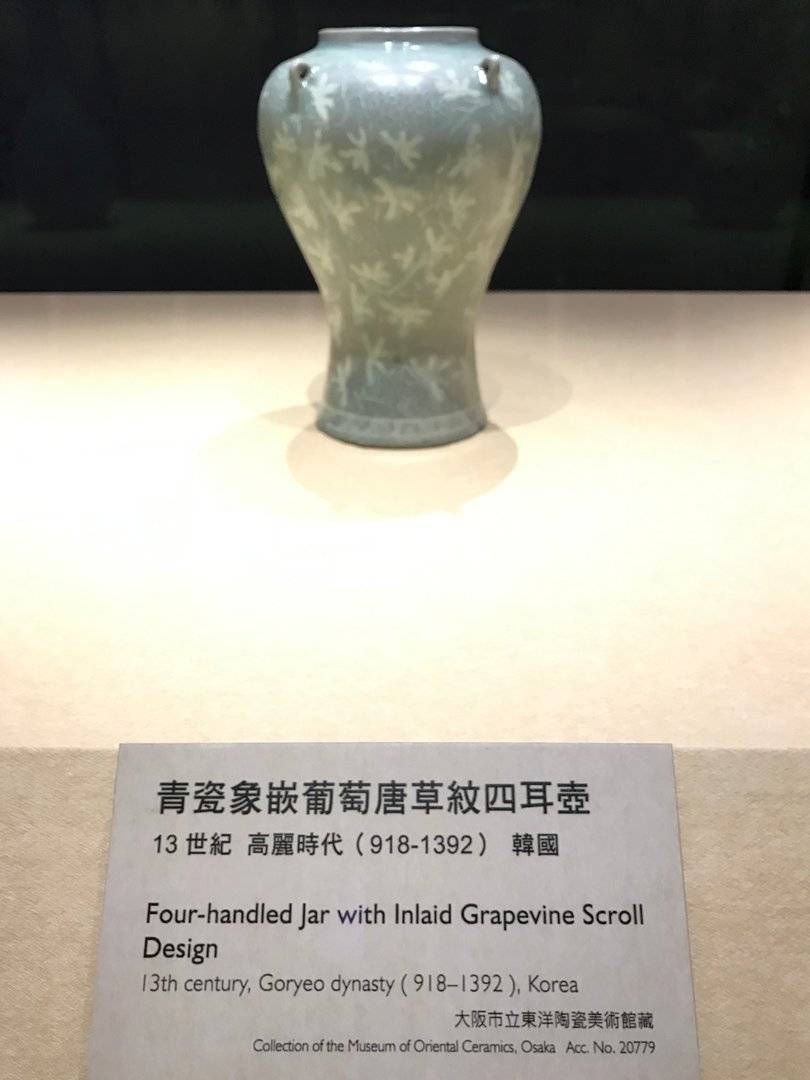 青瓷象嵌葡萄唐草紋四耳壺
13 世紀 高麗時代（918-1392） 韓國
Four-handled Jar with Inlaid Grapevine Scroll
Design
13th century, Goryeo dynasty ( 918–1392 ), Korea
大阪市立東洋陶瓷美術館藏
Collection of the Museum of Oriental Ceramics, Osaka Acc. No. 20779